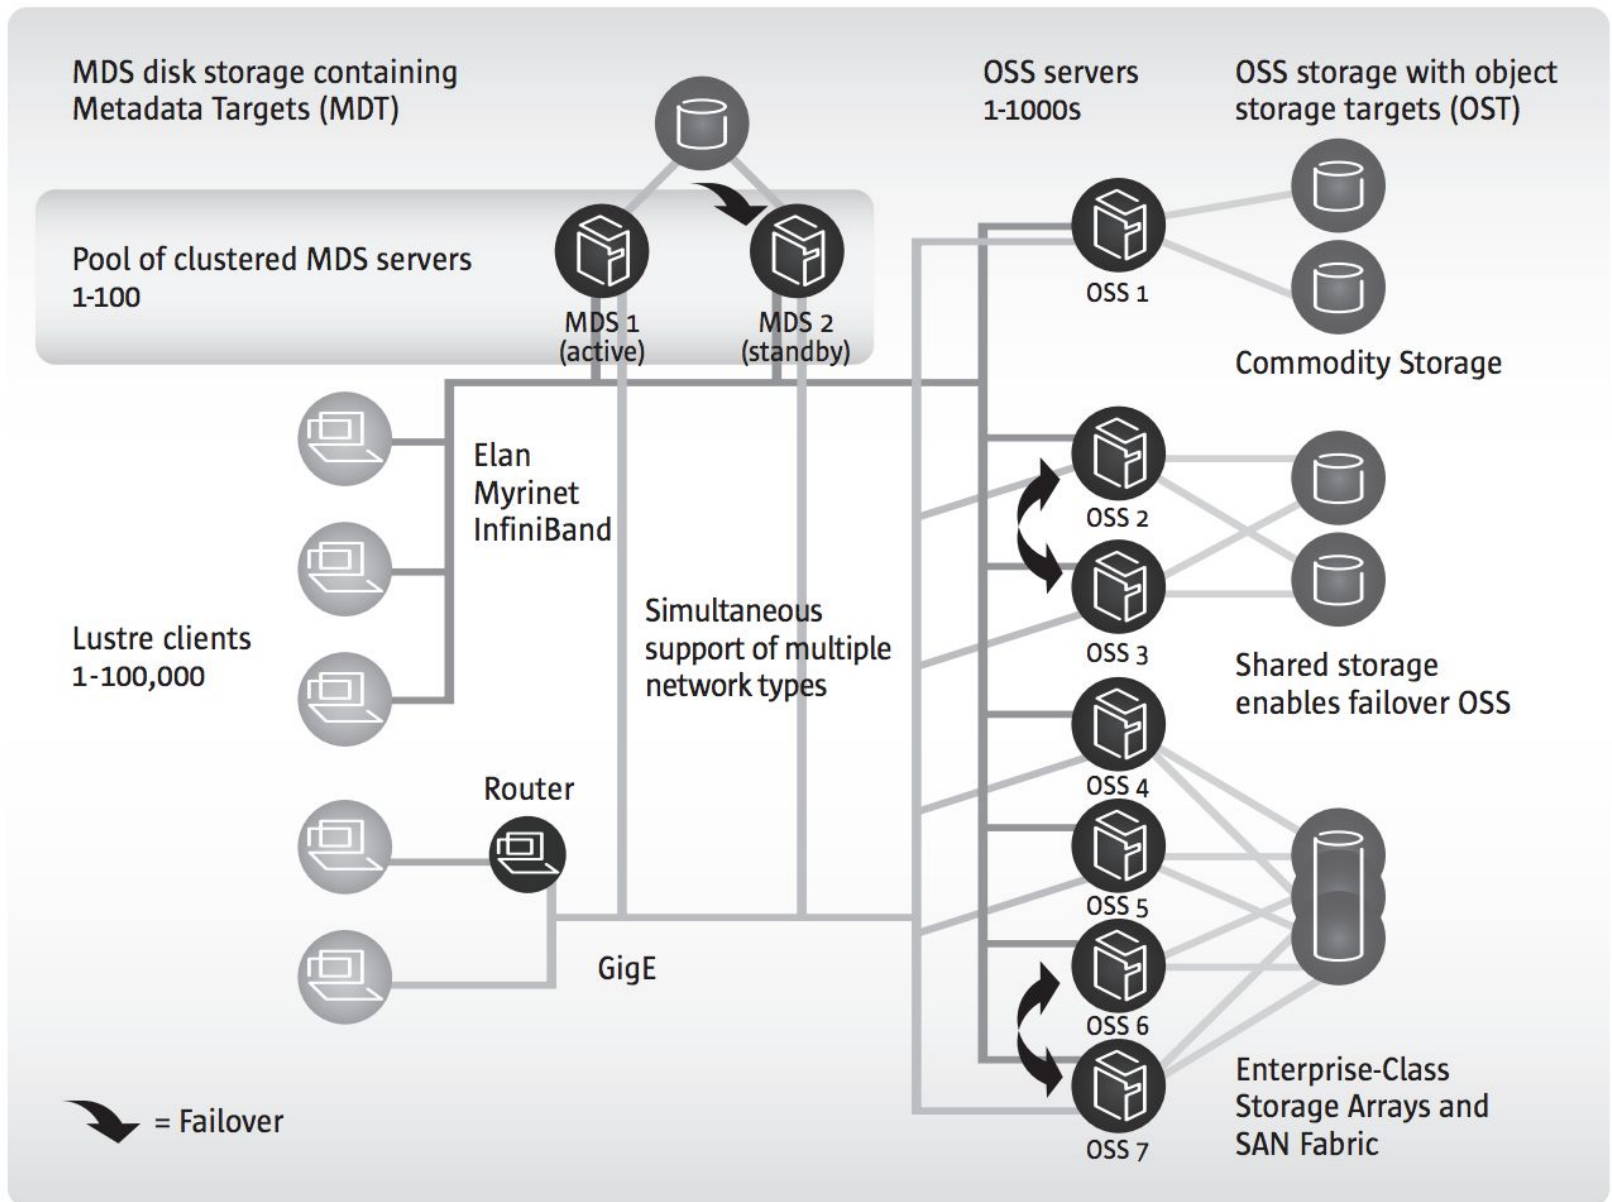 MDS disk storage containing
Metadata Targets (MDT)
OSS servers
1-1000s
OSS storage with object
storage targets (OST)
Pool of clustered MDS servers
1-100
MDS 1
(active)
MDS 2
(standby)
OSS 1
Commodity Storage
Elan
Myrinet
InfiniBand
OSS 2
Simultaneous
support of multiple
network types
Lustre clients
1-100,000
OSS 3
Shared storage
enables failover OSS
Router
OSS 4
OSS 5
GigE
OSS 6
Enterprise-Class
Storage Arrays and
SAN Fabric
= Failover
OSS 7